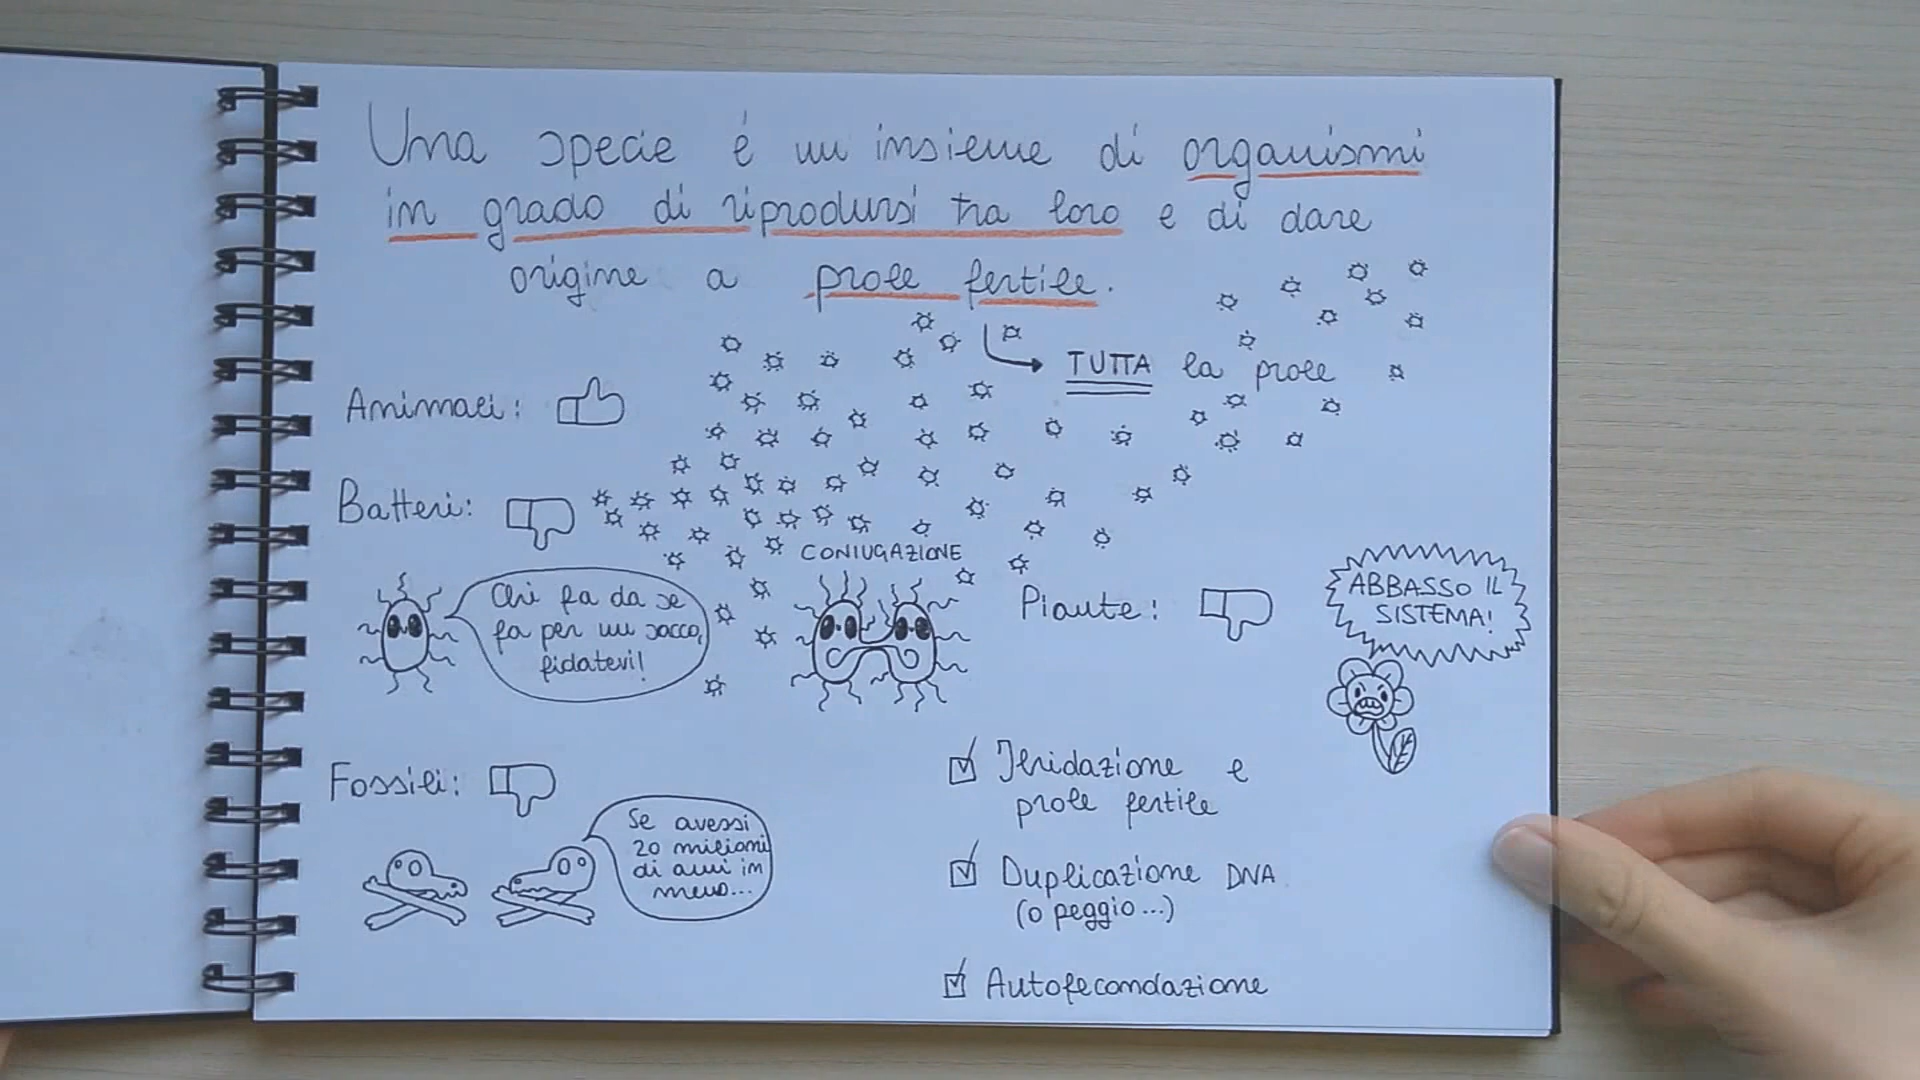 Una specie é un insieme di organismi
in grado di riprodursi tra loro e di dare
origine a prole fertile.
TUTTA la prole
Animali:
Batteri:
CONIUGAZIONE
Chi fa da se
fa per un sacco,
fidatevi!
Piante:
ABBASSO IL
SISTEMA!
Fossili:
Se avessi
20 milioni
di anni in
meno...
Ibridazione e
prole fertile
Duplicazione DNA
(o peggio...)
Autofecondazione